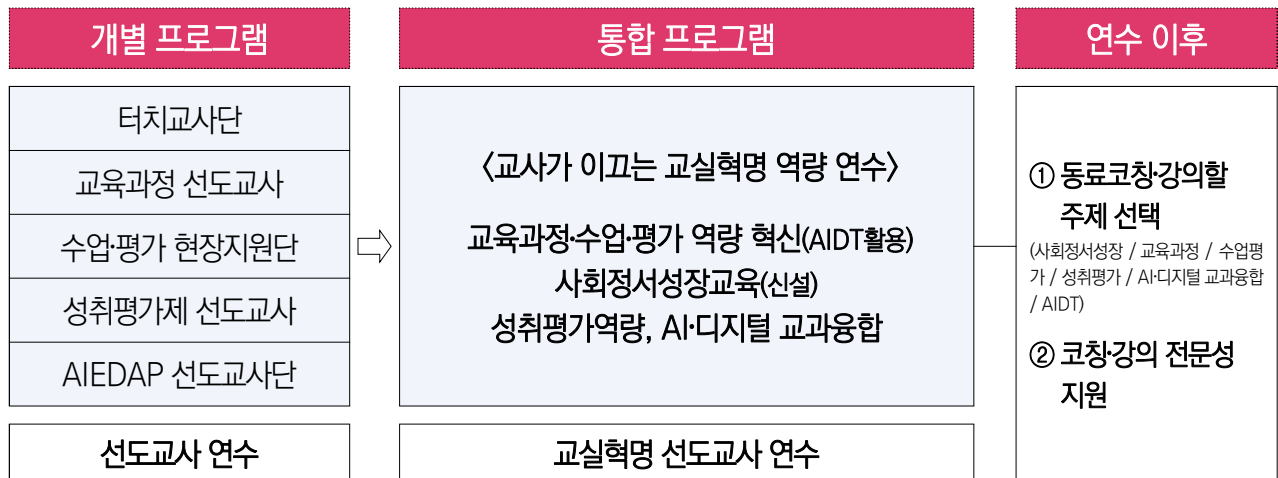 개별 프로그램
통합 프로그램
연수 이후
터치교사단
교육과정 선도교사
수업·평가 현장지원단
성취평가제 선도교사
AIEDAP 선도교사단
선도교사 연수
〈교사가 이끄는 교실혁명 역량 연수〉
교육과정·수업·평가 역량 혁신(AIDT활용)
사회정서성장교육(신설)
성취평가역량, AI·디지털 교과융합
교실혁명 선도교사 연수
① 동료코칭·강의할
주제 선택
(사회정서성장 / 교육과정 / 수업평
가 / 성취평가 / AI·디지털 교과융합
/ AIDT)
② 코칭·강의 전문성
지원